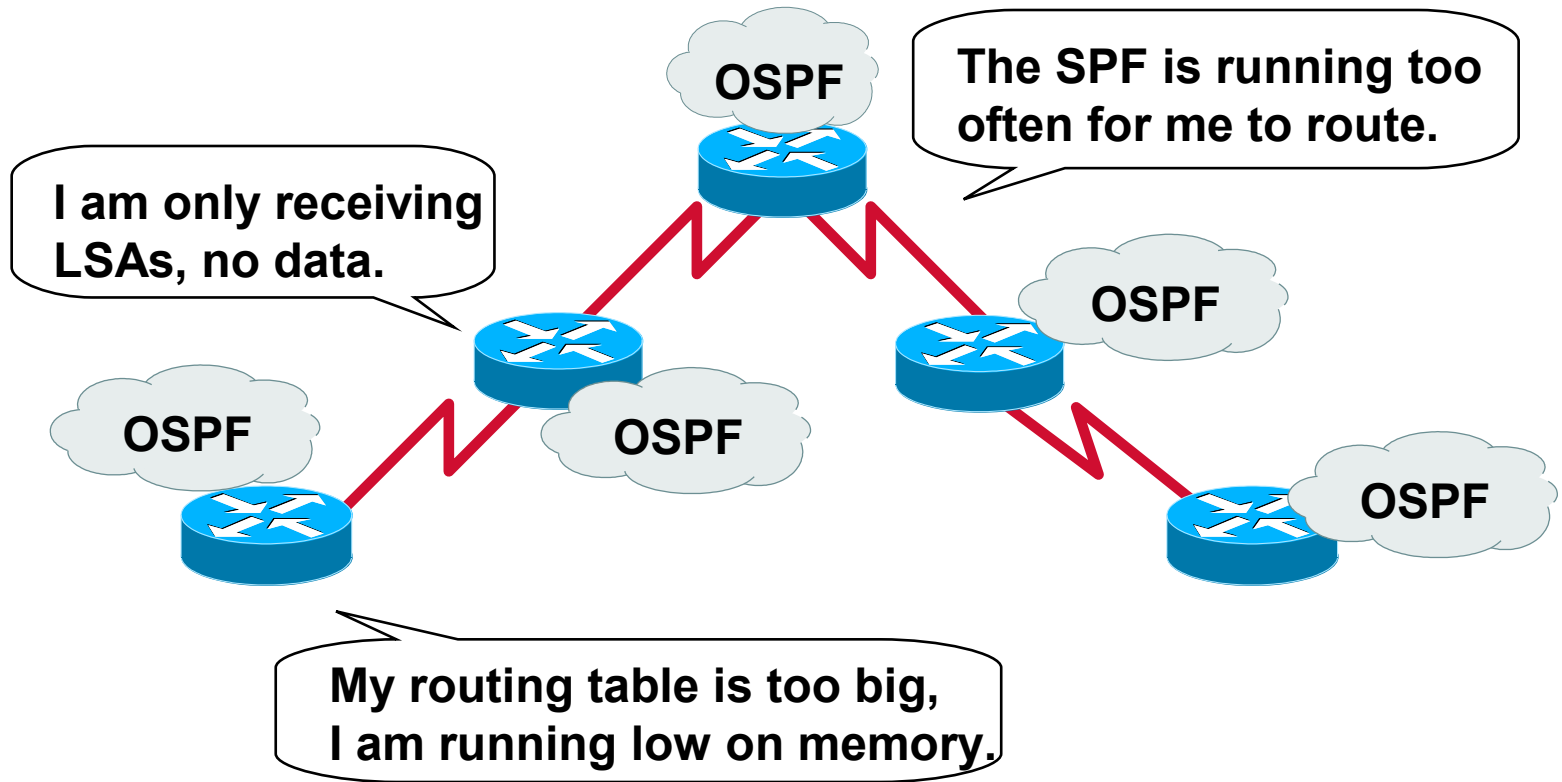 OSPF
The SPF is running too
often for me to route.
I am only receiving
LSAs, no data.
OSPF
OSPF
OSPF
OSPF
My routing table is too big,
I am running low on memory.